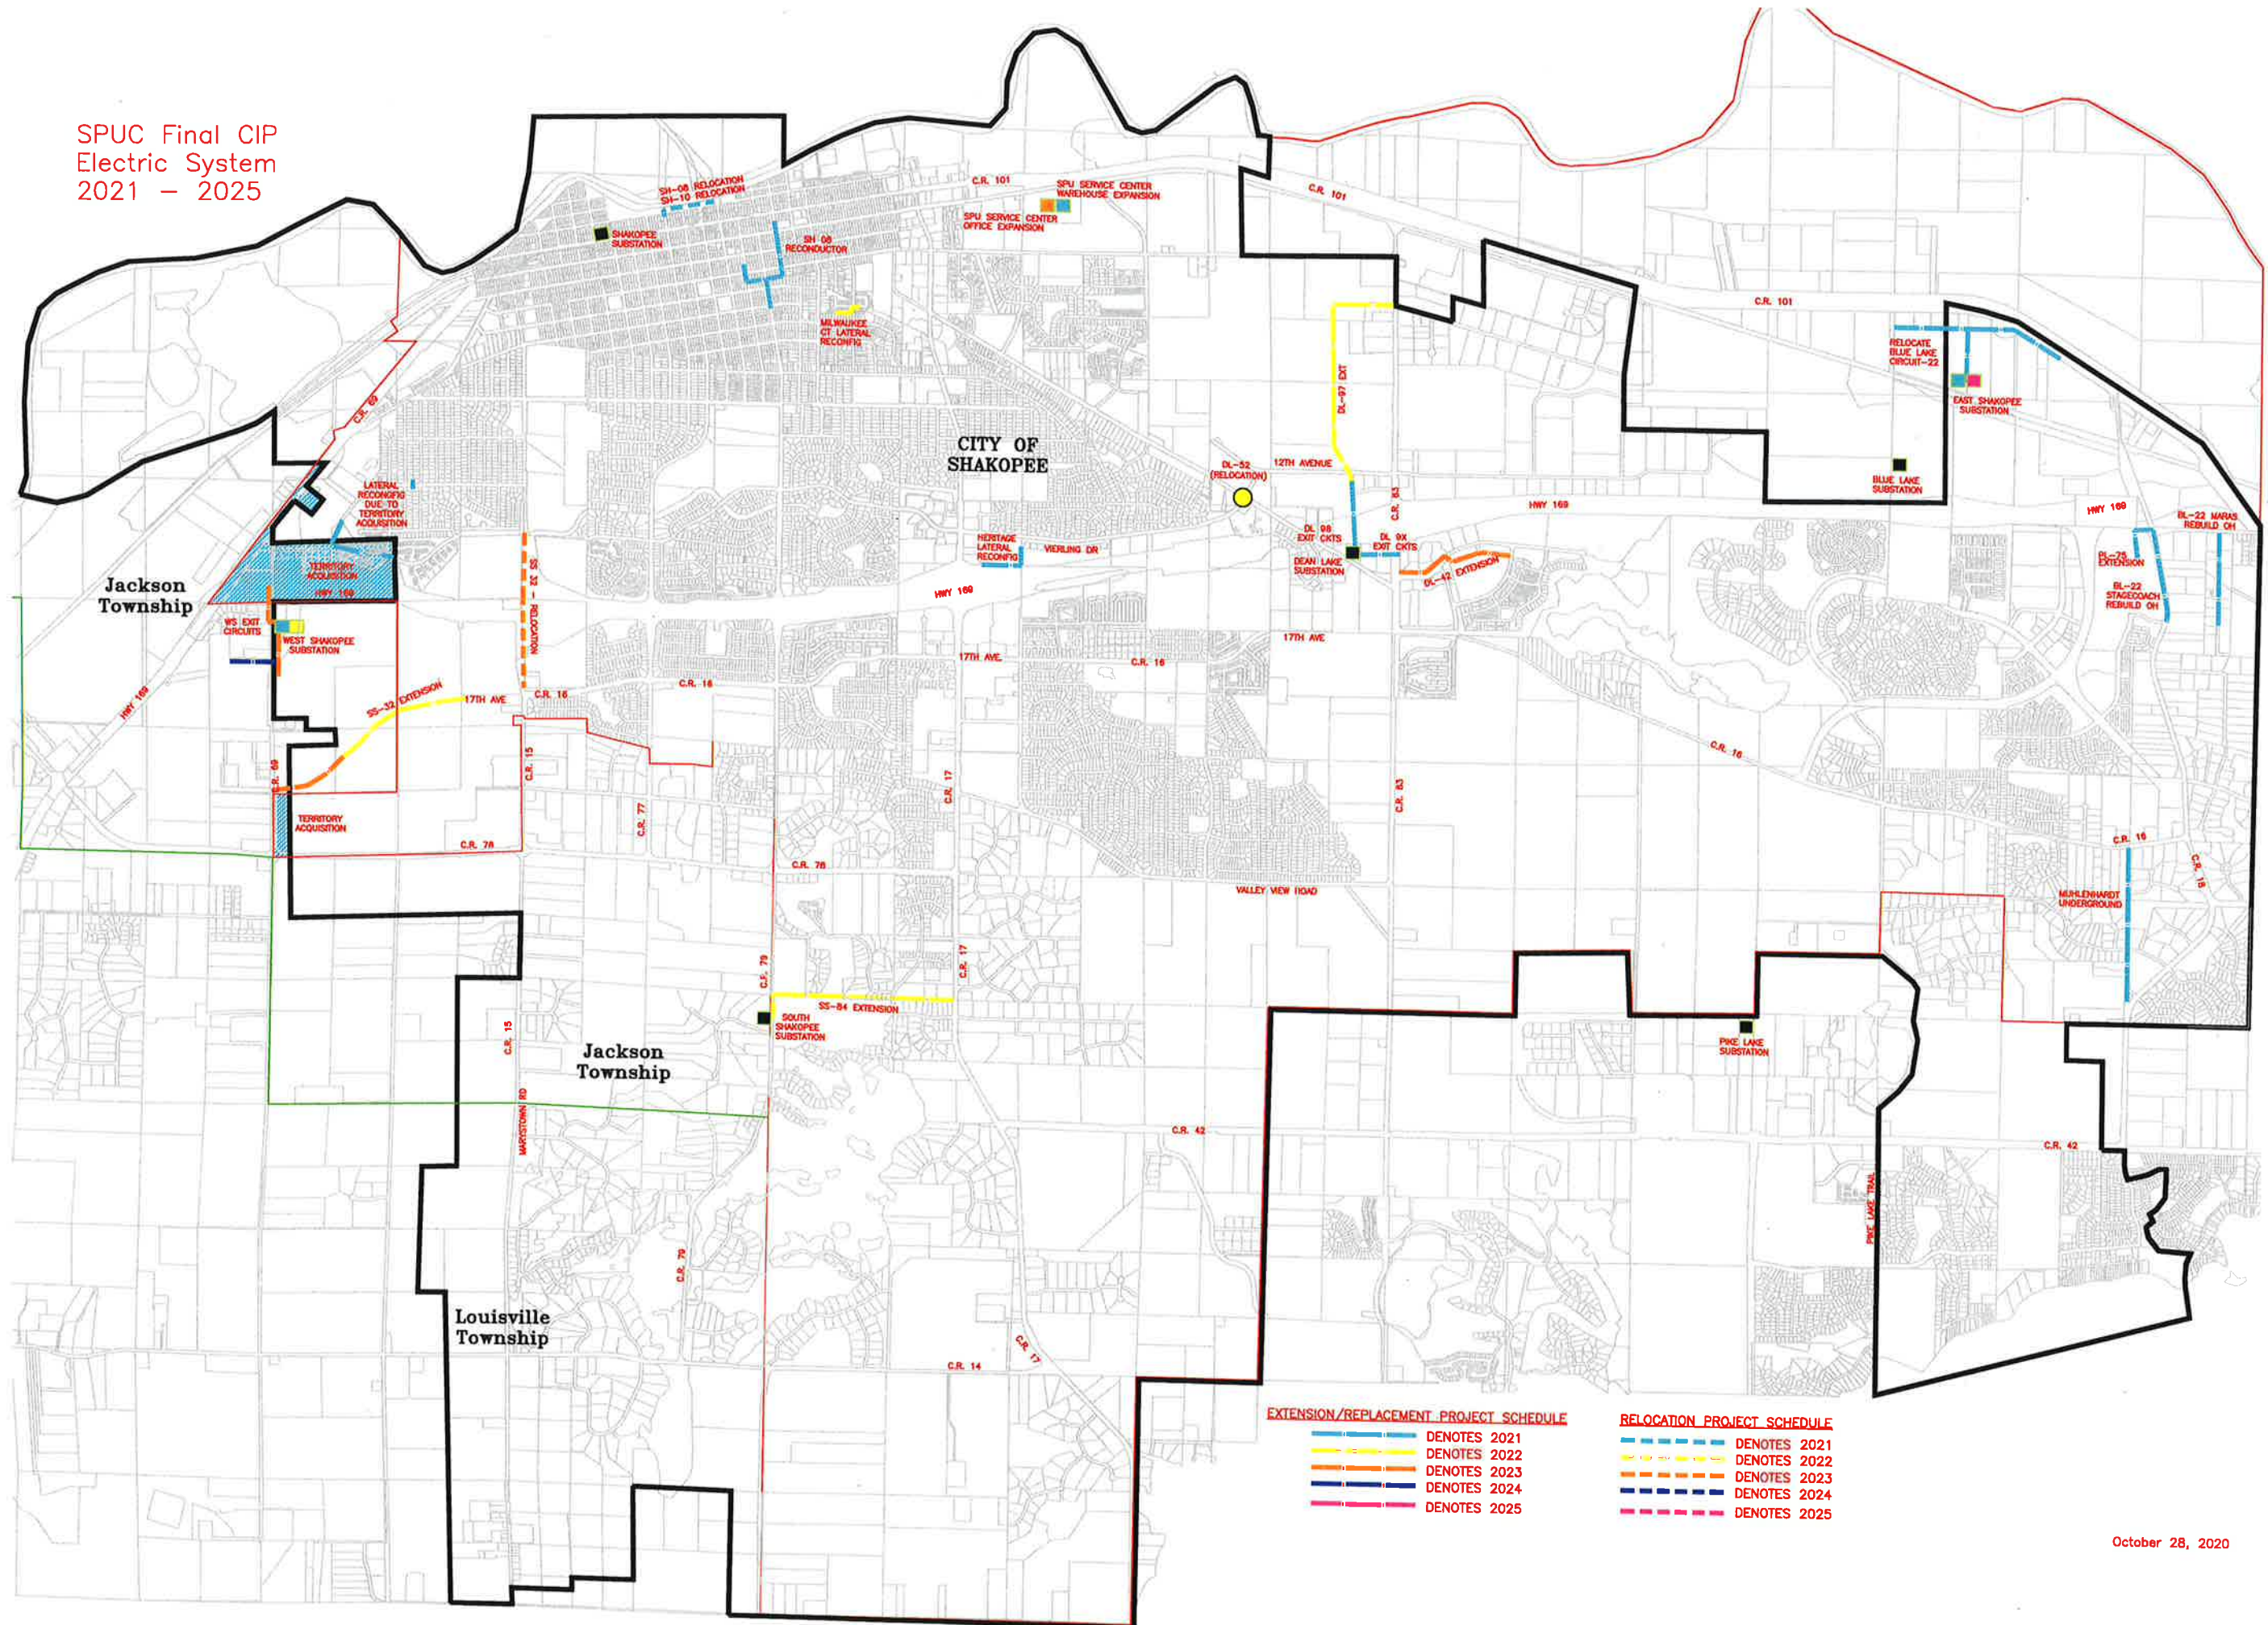 SPUC Final CIP
Electric System
2021 – 2025
SH-08 RELOCATION
SH-10 RELOCATION
C.R. 101
SPU SERVICE CENTER
WAREHOUSE EXPANSION
SPU SERVICE CENTER
OFFICE EXPANSION
C.R. 101
SHAKOPEE
SUBSTATION
SH 08
RECONDUCTOR
MILWAUKEE
CT LATERAL
RECONFIG
C.R. 101
RELOCATE
BLUE LAKE
CIRCUIT-22
EAST SHAKOPEE
SUBSTATION
DL-97 EXT
C.R. 69
CITY OF
SHAKOPEE
DL-52
(RELOCATION)
12TH AVENUE
BLUE LAKE
SUBSTATION
LATERAL
RECONGFIG
DUE TO
TERRITORY
ACQUISITION
C.R. 83
HWY 169
HWY 169
BL-22 MARAS
REBUILD OH
DL 98
EXIT CKTS
DL 9X
EXIT CKTS
HERITAGE
LATERAL
RECONFIG
VIERLING DR
DEAN LAKE
SUBSTATION
DL-42 EXTENSION
PL-75
EXTENSION
BL-22
STAGECOACH
REBUILD OH
Jackson
Township
TERRITORY
ACQUISITION
HWY 169
SS 32 – RELOCATION
HWY 169
WS EXIT
CIRCUITS
WEST SHAKOPEE
SUBSTATION
17TH AVE
17TH AVE.
C.R. 16
C.R. 16
C.R. 16
HWY 169
SS-32 EXTENSION
17TH AVE
C.R. 16
C.R. 69
C.R. 15
C.R. 77
C.R. 17
C.R. 83
TERRITORY
ACQUISITION
C.R. 78
C.R. 78
C.R. 16
C.R. 18
VALLEY VIEW ROAD
MUHLENHARDT
UNDERGROUND
C.R. 79
C.R. 17
SS-84 EXTENSION
SOUTH
SHAKOPEE
SUBSTATION
PIKE LAKE
SUBSTATION
C.R. 15
Jackson
Township
MARYSTOWN RD
C.R. 42
C.R. 42
PIKE LAKE TRAIL
C.R. 79
Louisville
Township
C.R. 14
C.R. 17
EXTENSION/REPLACEMENT PROJECT SCHEDULE
DENOTES 2021
DENOTES 2022
DENOTES 2023
DENOTES 2024
DENOTES 2025
RELOCATION PROJECT SCHEDULE
DENOTES 2021
DENOTES 2022
DENOTES 2023
DENOTES 2024
DENOTES 2025
October 28, 2020